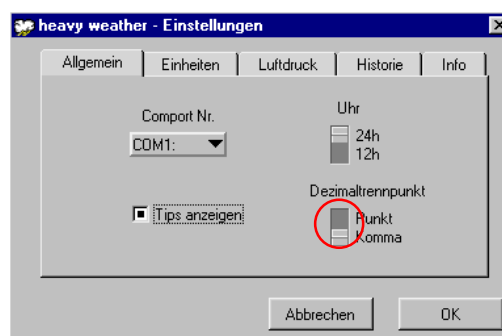 heavy weather - Einstellungen
Allgemein Einheiten Luftdruck Historie Info
Comport Nr.
COM1:
Uhr
24h
12h
Tips anzeigen
Dezimaltrennpunkt
Punkt
Komma
Abbrechen OK